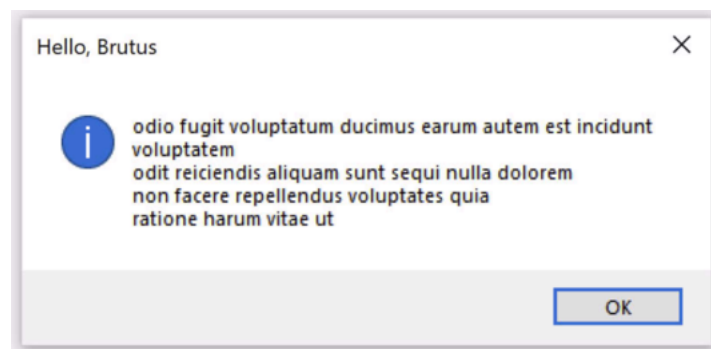 Hello, Brutus
odio fugit voluptatum ducimus earum autem est incidunt
voluptatem
odit reiciendis aliquam sunt sequi nulla dolorem
non facere repellendus voluptates quia
ratione harum vitae ut
OK